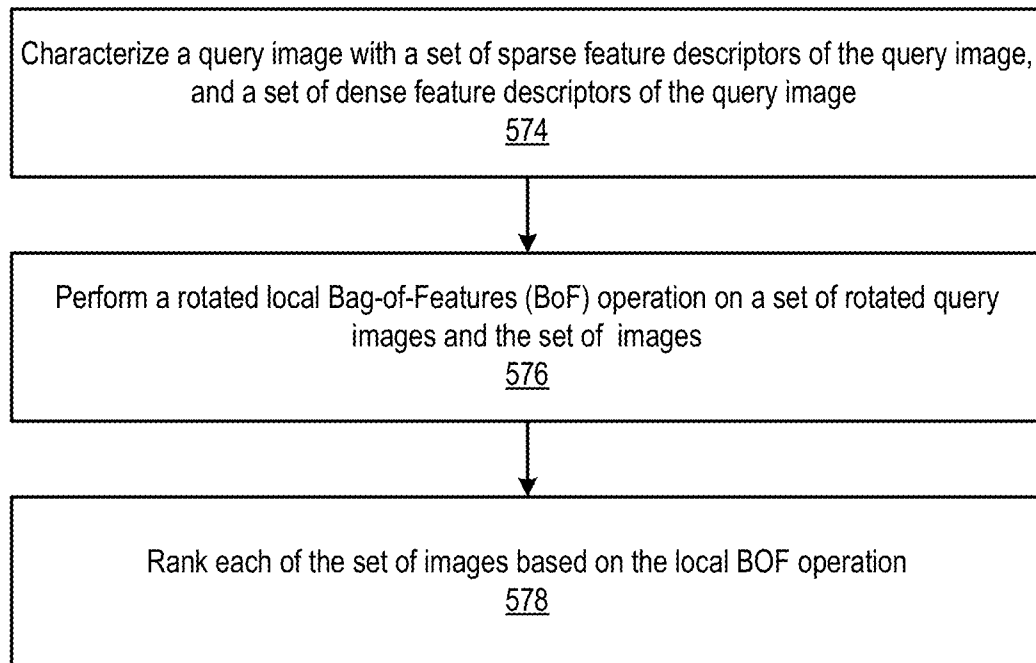 Characterize a query image with a set of sparse feature descriptors of the query image,
and a set of dense feature descriptors of the query image
574
Perform a rotated local Bag-of-Features (BoF) operation on a set of rotated query
images and the set of images
576
Rank each of the set of images based on the local BOF operation
578